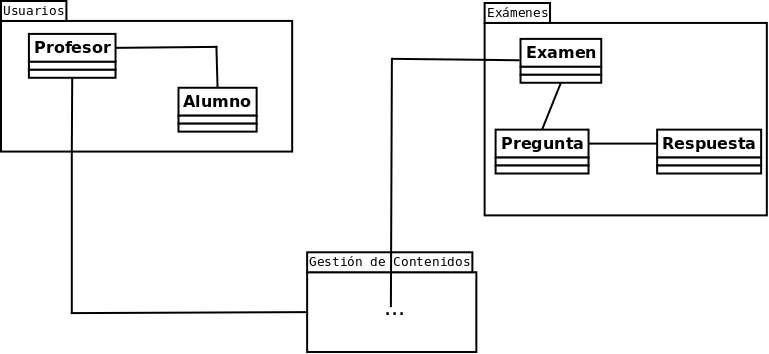 Usuarios
Profesor
Alumno
Exámenes
Examen
Pregunta
Respuesta
Gestión de Contenidos
...